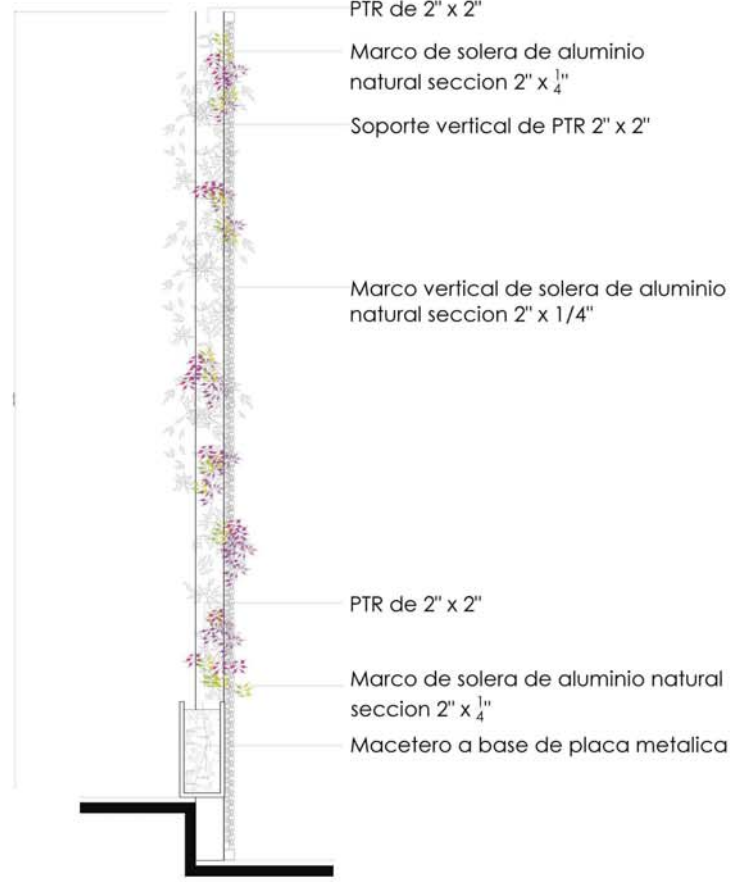 PTR de 2" x 2"
Marco de solera de aluminio
natural seccion 2" x ¼"
Soporte vertical de PTR 2" x 2"
Marco vertical de solera de aluminio
natural seccion 2" x 1/4"
PTR de 2" x 2"
Marco de solera de aluminio natural
seccion 2" x ¼"
Macetero a base de placa metalica